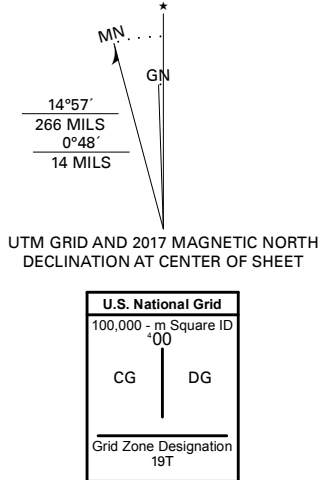 ★
MN
GN
14°57´
266 MILS
0°48´
14 MILS
UTM GRID AND 2017 MAGNETIC NORTH
DECLINATION AT CENTER OF SHEET
U.S. National Grid
100,000 - m Square ID
⁴00
CG DG
Grid Zone Designation
19T